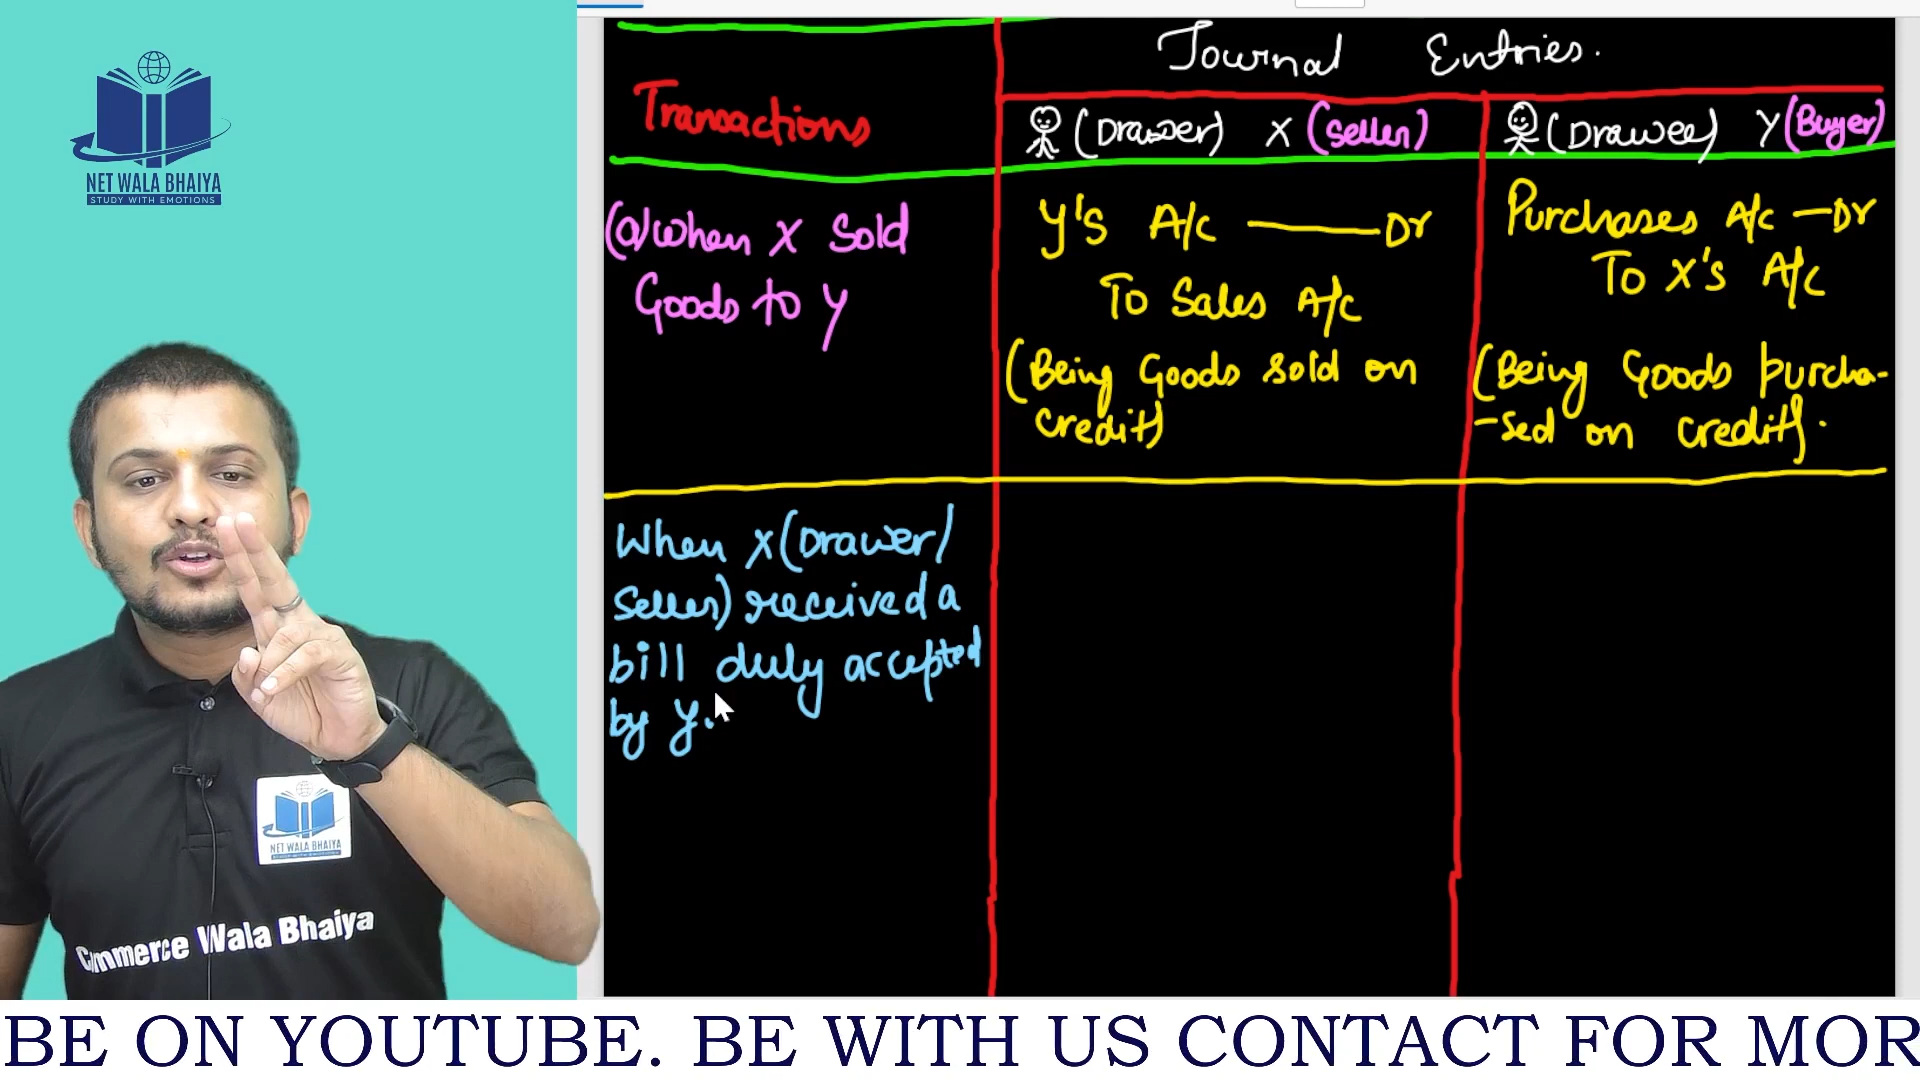 NET WALA BHAIYA
STUDY WITH EMOTIONS
Journal Entries.
Transactions
(Drawer) X (Seller)
(Drawee) Y (Buyer)
(a) When X Sold
Goods to Y
Y's A/c ——— Dr
To Sales A/c
(Being Goods sold on
credit)
Purchases A/c — Dr
To X's A/c
(Being Goods purcha-
-sed on credit).
When X (Drawer/
Seller) received a
bill duly accepted
by Y.
NET WALA BHAIYA
Commerce Wala Bhaiya
BE ON YOUTUBE. BE WITH US CONTACT FOR MOR